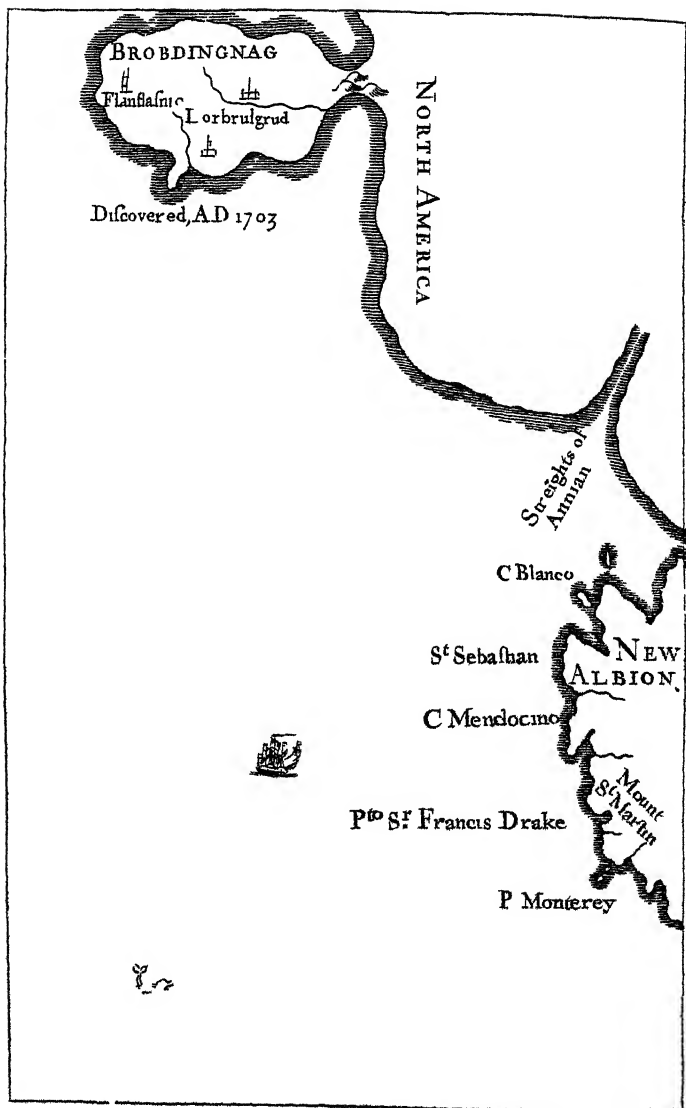 BROBDINGNAG
Flanflaſnic
Lorbrulgrud
Diſcovered, AD 1703
NORTH AMERICA
Streights of
Annian
C Blanco
St Sebaſtian
NEW
ALBION.
C Mendocino
Mount
St Martin
Pto Sr. Francis Drake
P Monterey